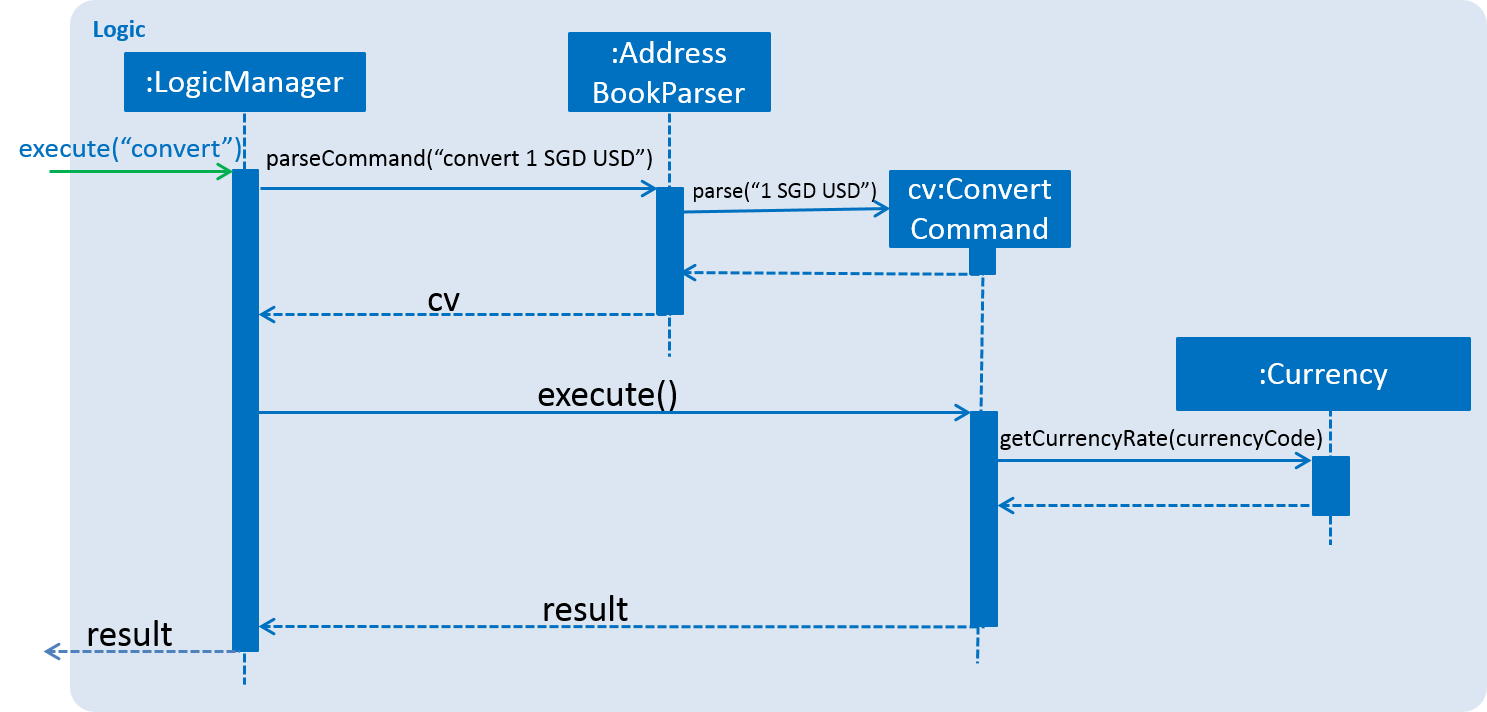 Logic
:LogicManager
:Address
BookParser
execute(“convert”)
parseCommand(“convert 1 SGD USD”)
parse(“1 SGD USD”)
cv:Convert
Command
cv
:Currency
execute()
getCurrencyRate(currencyCode)
result
result